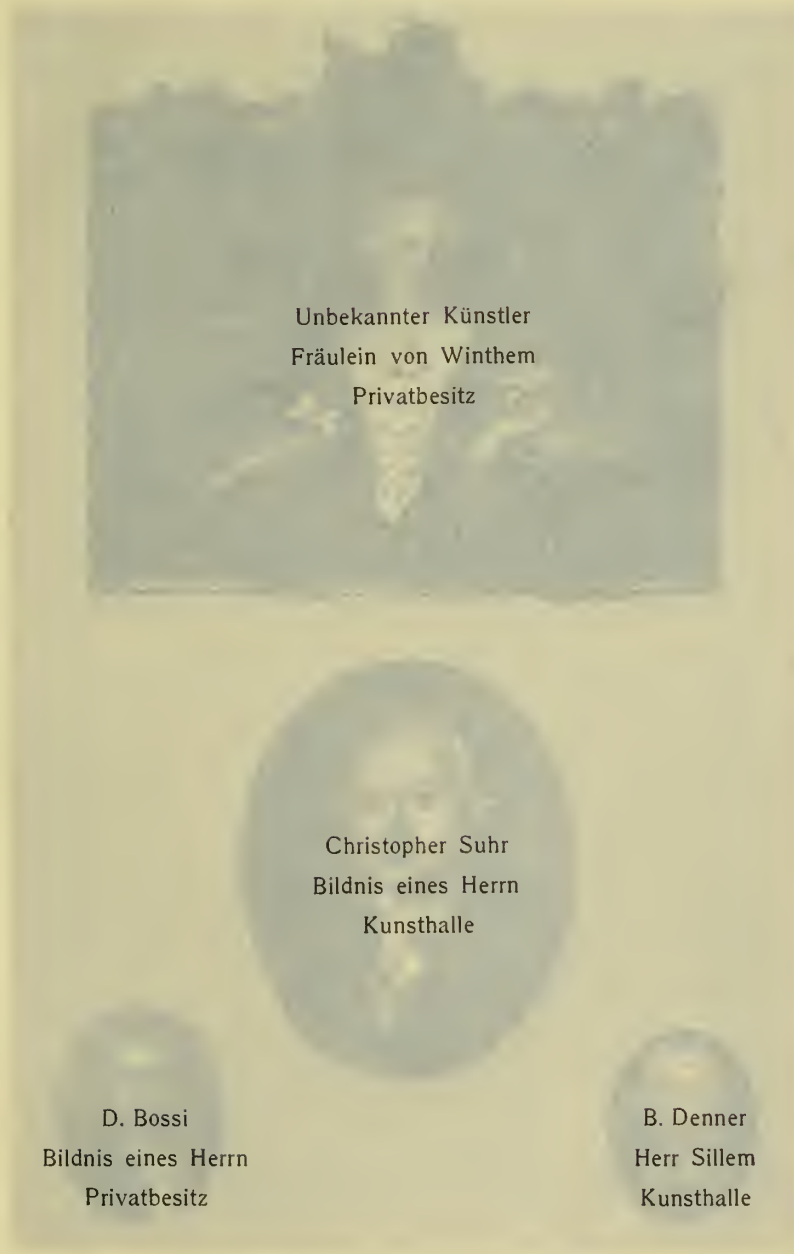 Unbekannter Künstler
Fräulein von Winthem
Privatbesitz
Christopher Suhr
Bildnis eines Herrn
Kunsthalle
D. Bossi
Bildnis eines Herrn
Privatbesitz
B. Denner
Herr Sillem
Kunsthalle